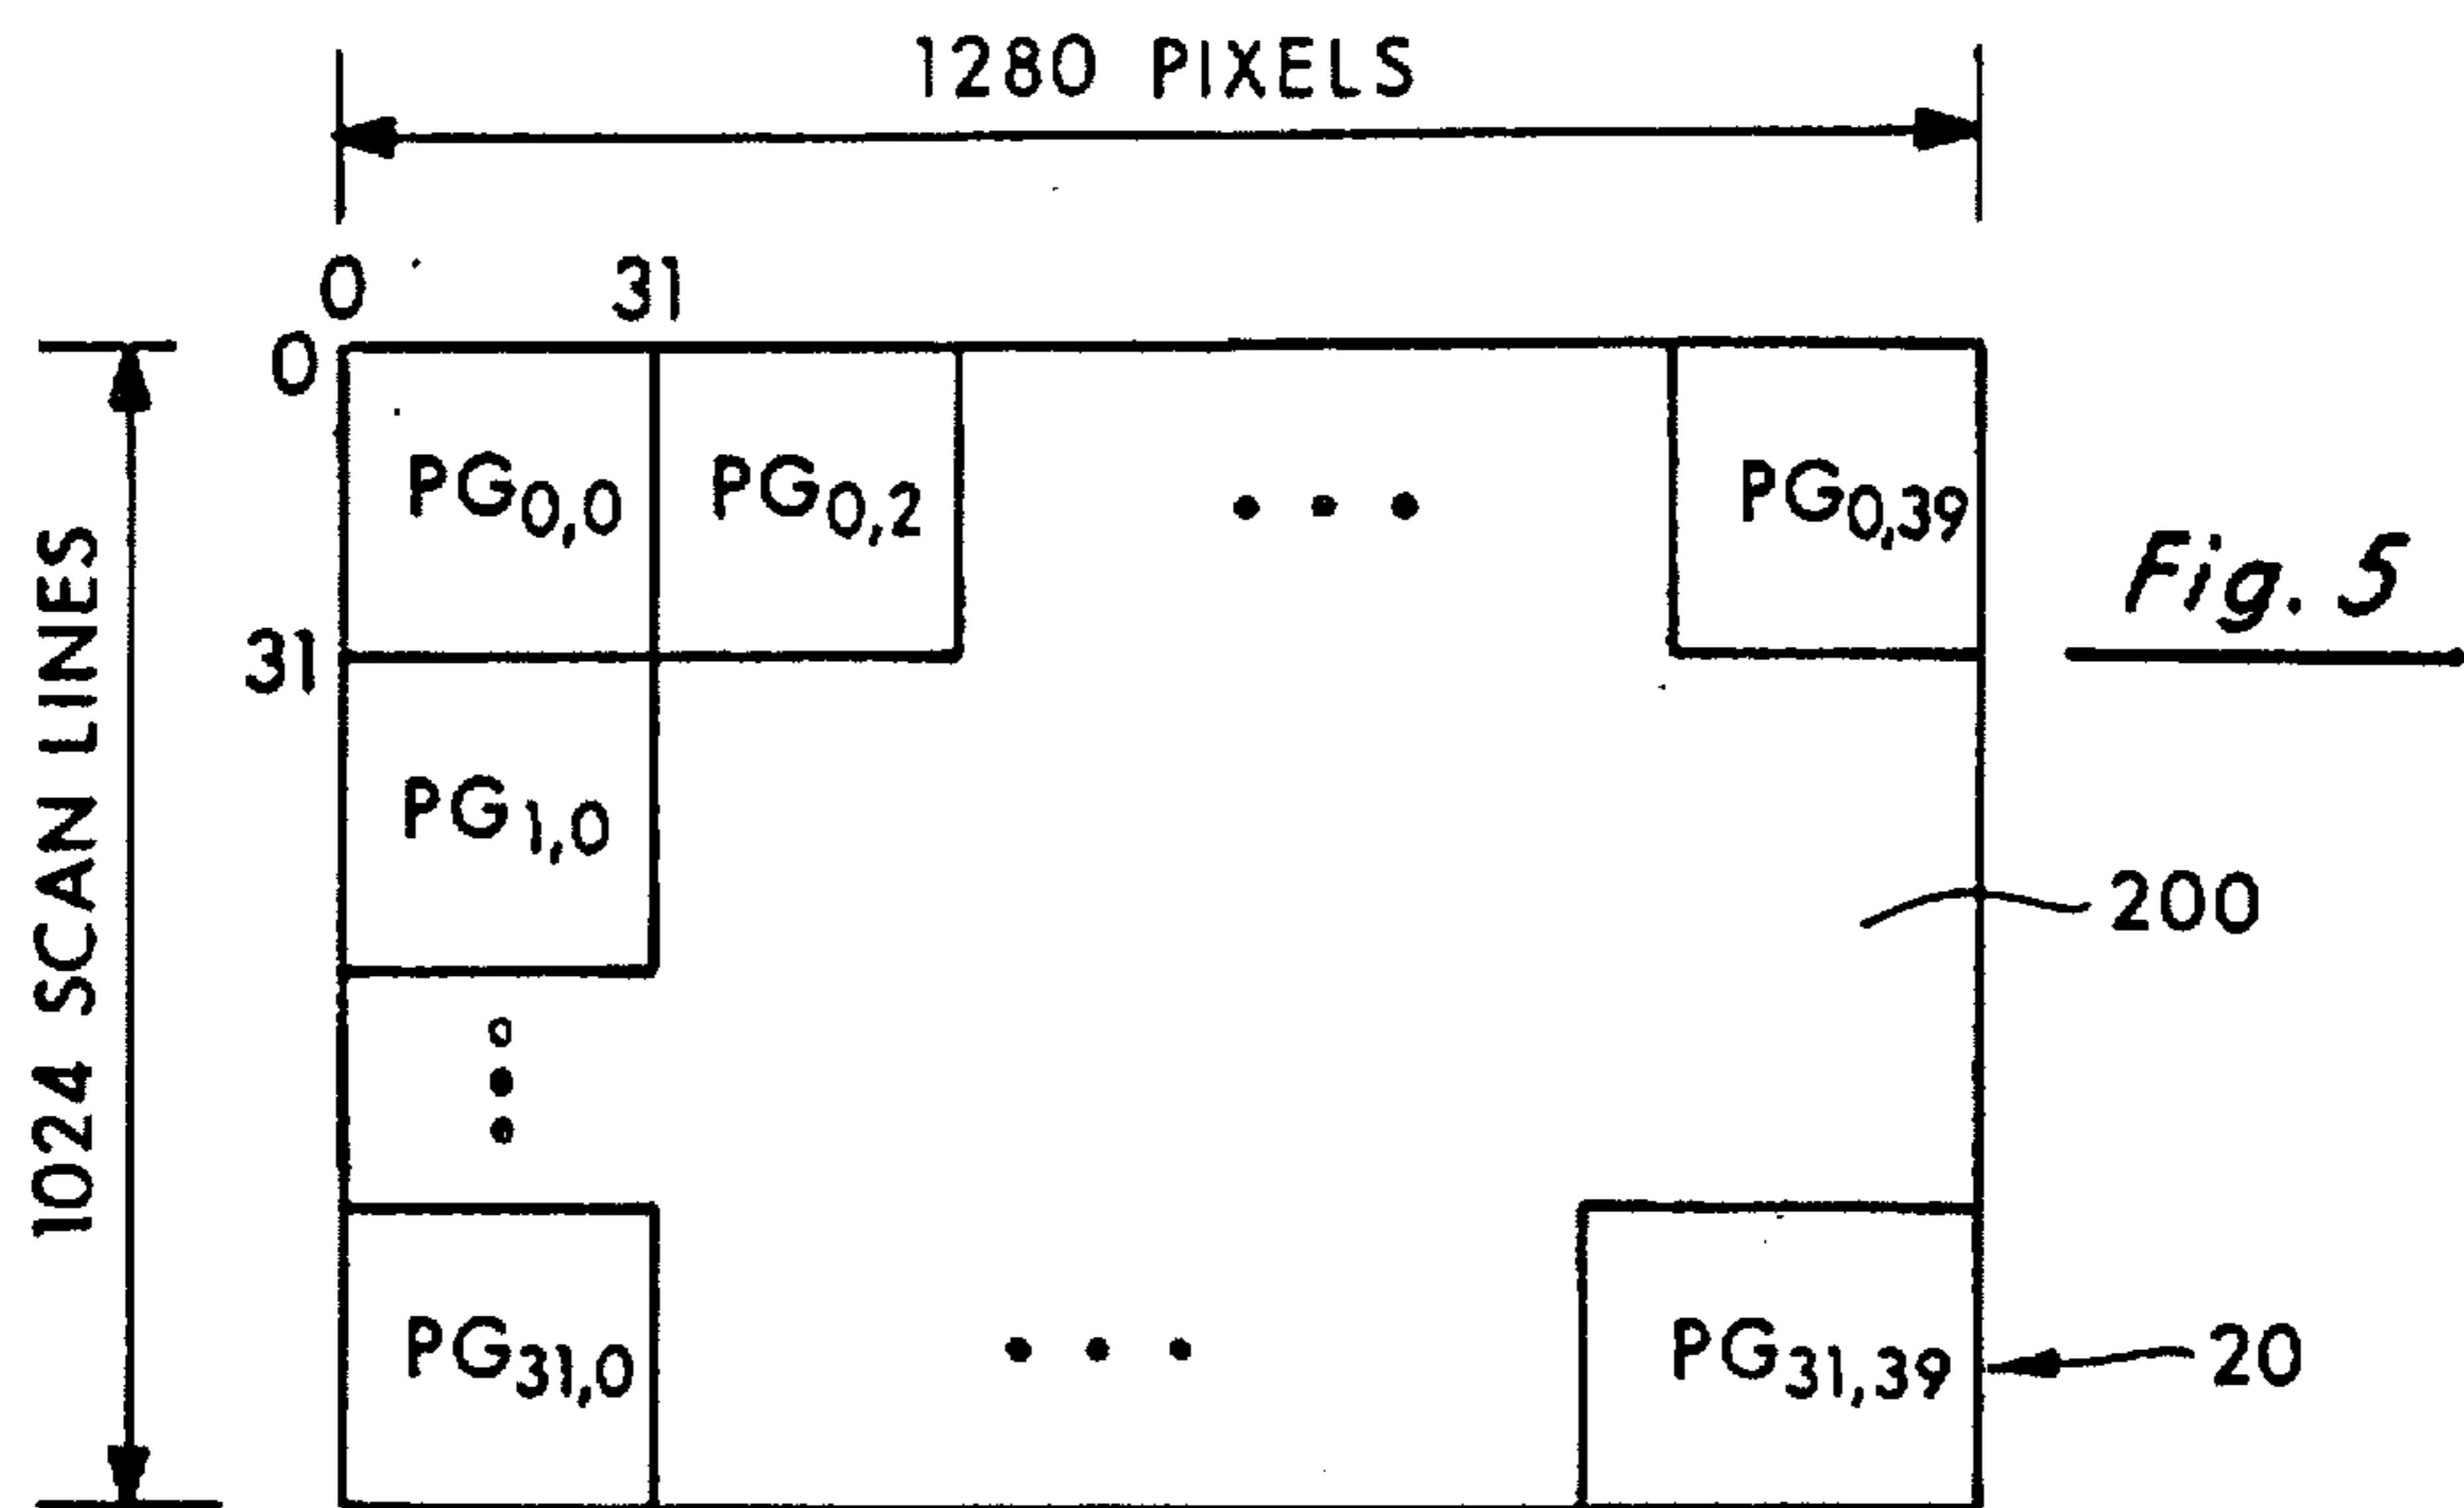 1280 PIXELS
0 31
0
PG0,0 PG0,2 PG0,39
Fig. 5
31
1024 SCAN LINES
PG1,0
200
PG31,0 PG31,39
20